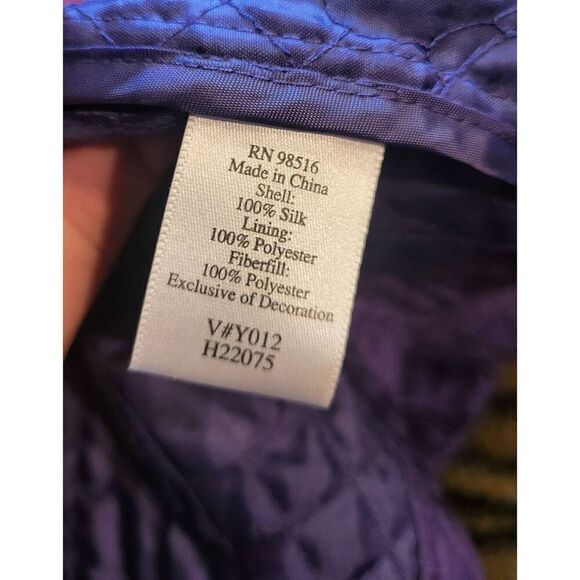 RN 98516
Made in China
Shell:
100% Silk
Lining:
100% Polyester
Fiberfill:
100% Polyester
Exclusive of Decoration
V#Y012
H22075